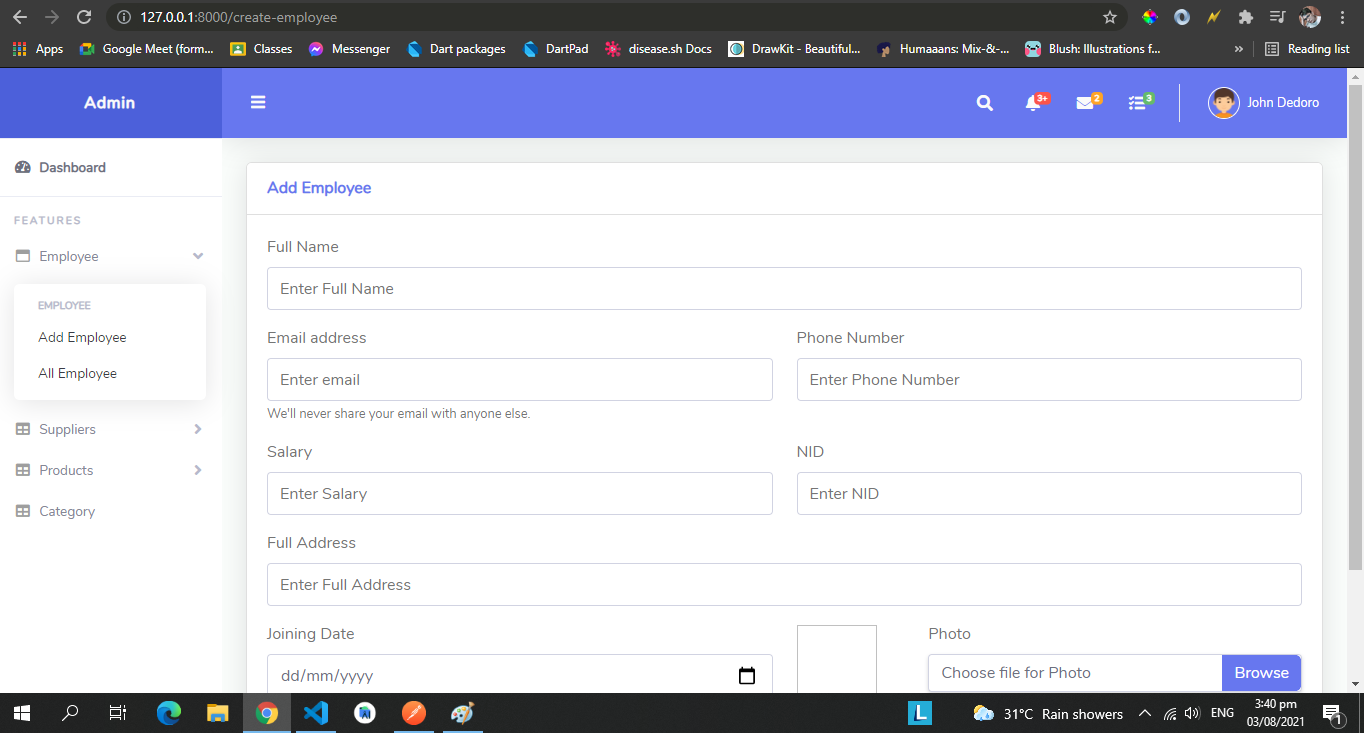 127.0.0.1:8000/create-employee
Apps Google Meet (form... Classes Messenger Dart packages DartPad disease.sh Docs DrawKit - Beautiful... Humaaans: Mix-&-... Blush: Illustrations f... » Reading list
Admin 3+ 2 3 John Dedoro
Dashboard
FEATURES
Employee
EMPLOYEE
Add Employee
All Employee
Suppliers
Products
Category
Add Employee
Full Name
Enter Full Name
Email address Phone Number
Enter email Enter Phone Number
We'll never share your email with anyone else.
Salary NID
Enter Salary Enter NID
Full Address
Enter Full Address
Joining Date Photo
dd/mm/yyyy Choose file for Photo Browse
L 31°C Rain showers ENG 3:40 pm
03/08/2021 1